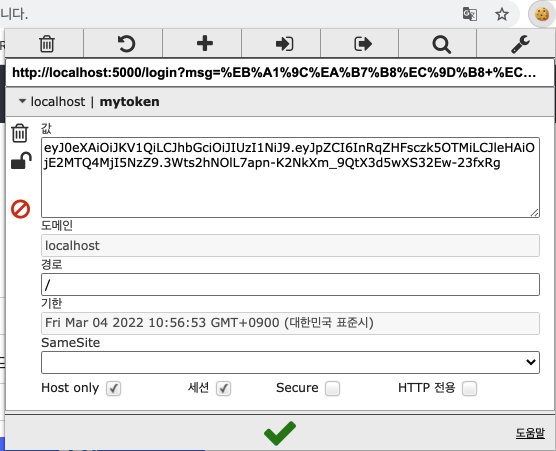 니다.
http://localhost:5000/login?msg=%EB%A1%9C%EA%B7%B8%EC%9D%B8+%EC...
localhost | mytoken
값
eyJ0eXAiOiJKV1QiLCJhbGciOiJIUzI1NiJ9.eyJpZCI6InRqZHFsczk5OTMiLCJleHAiO
jE2MTQ4MjI5NzZ9.3Wts2hNOlL7apn-K2NkXm_9QtX3d5wXS32Ew-23fxRg
도메인
localhost
경로
/
기한
Fri Mar 04 2022 10:56:53 GMT+0900 (대한민국 표준시)
SameSite
Host only 세션 Secure HTTP 전용
도움말